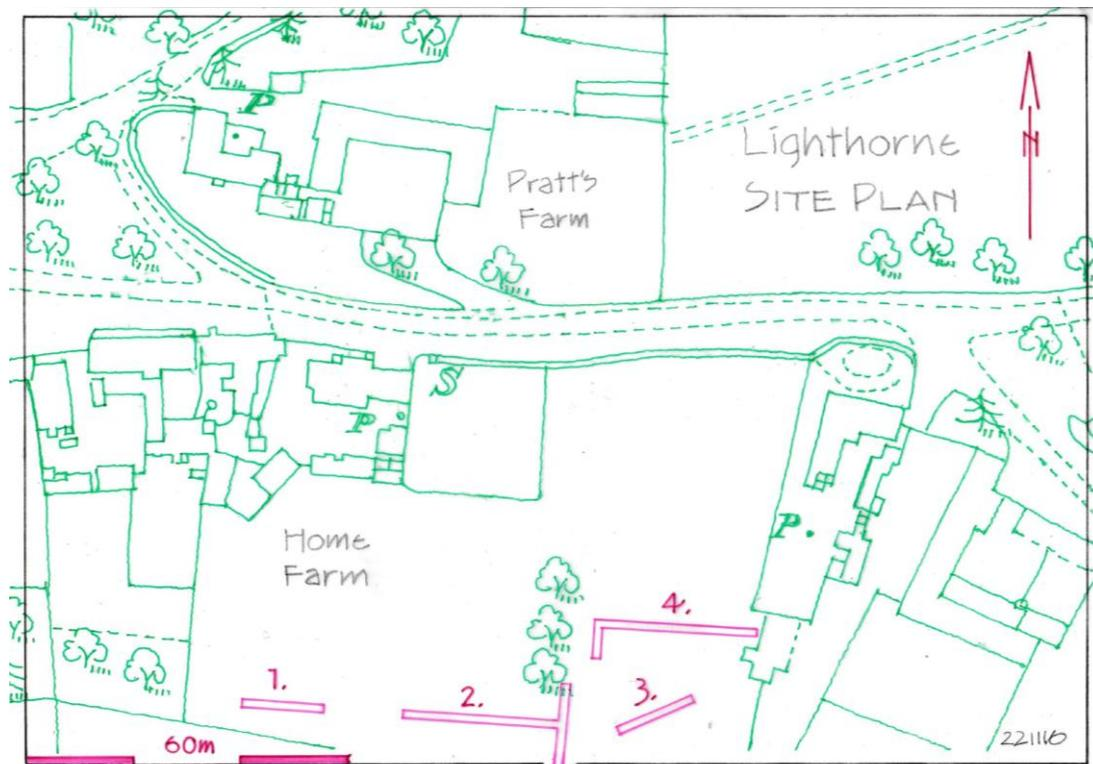 P
Lighthorne
SITE PLAN
N
Pratt's
Farm
S
P
P.
Home
Farm
4.
1.
2.
3.
60m
221116